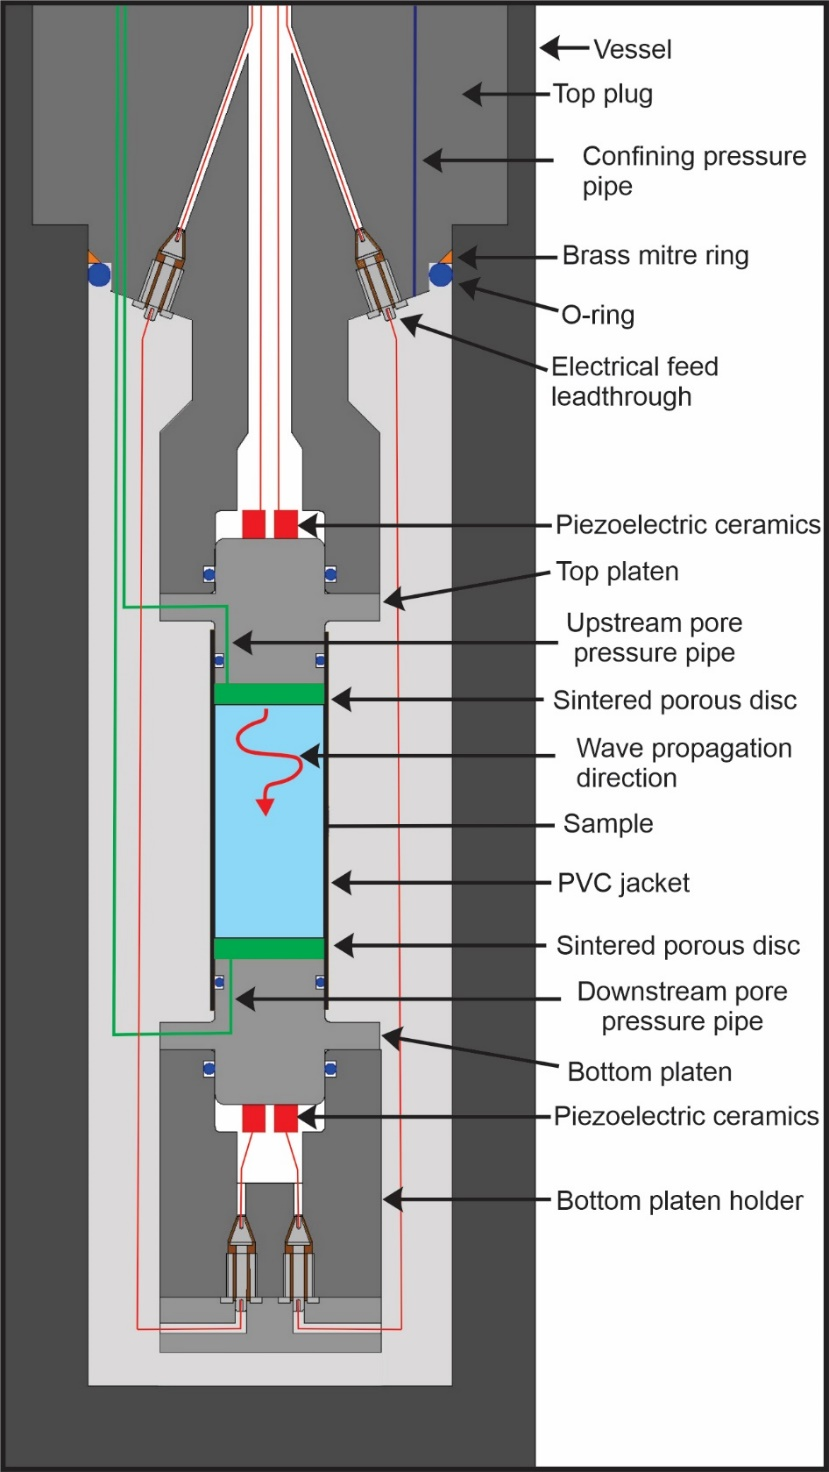 Vessel
Top plug
Confining pressure
pipe
Brass mitre ring
O-ring
Electrical feed
leadthrough
Piezoelectric ceramics
Top platen
Upstream pore
pressure pipe
Sintered porous disc
Wave propagation
direction
Sample
PVC jacket
Sintered porous disc
Downstream pore
pressure pipe
Bottom platen
Piezoelectric ceramics
Bottom platen holder